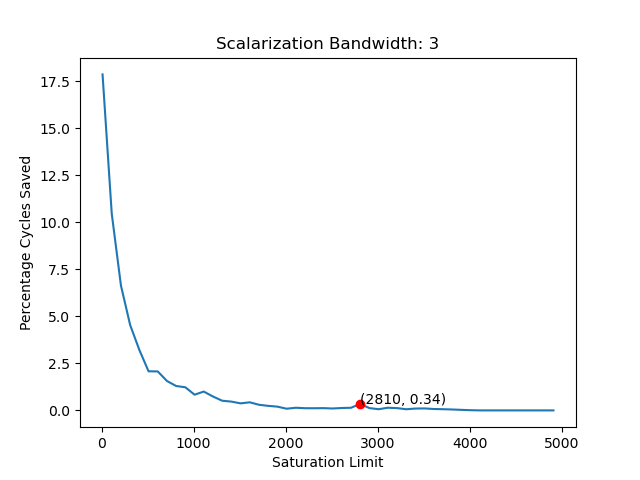 Scalarization Bandwidth: 3
Percentage Cycles Saved
17.5
15.0
12.5
10.0
7.5
5.0
2.5
0.0
(2810, 0.34)
0 1000 2000 3000 4000 5000
Saturation Limit